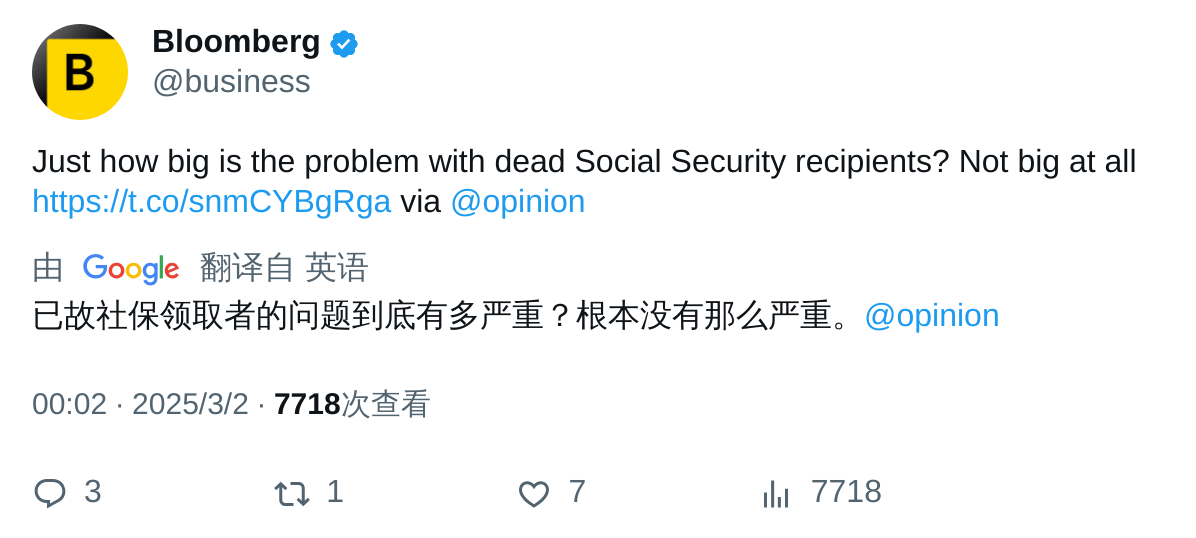 B
Bloomberg
@business
Just how big is the problem with dead Social Security recipients? Not big at all
https://t.co/snmCYBgRga via @opinion
由 Google 翻译自 英语
已故社保领取者的问题到底有多严重？根本没有那么严重。@opinion
00:02 · 2025/3/2 · 7718次查看
3 1 7 7718